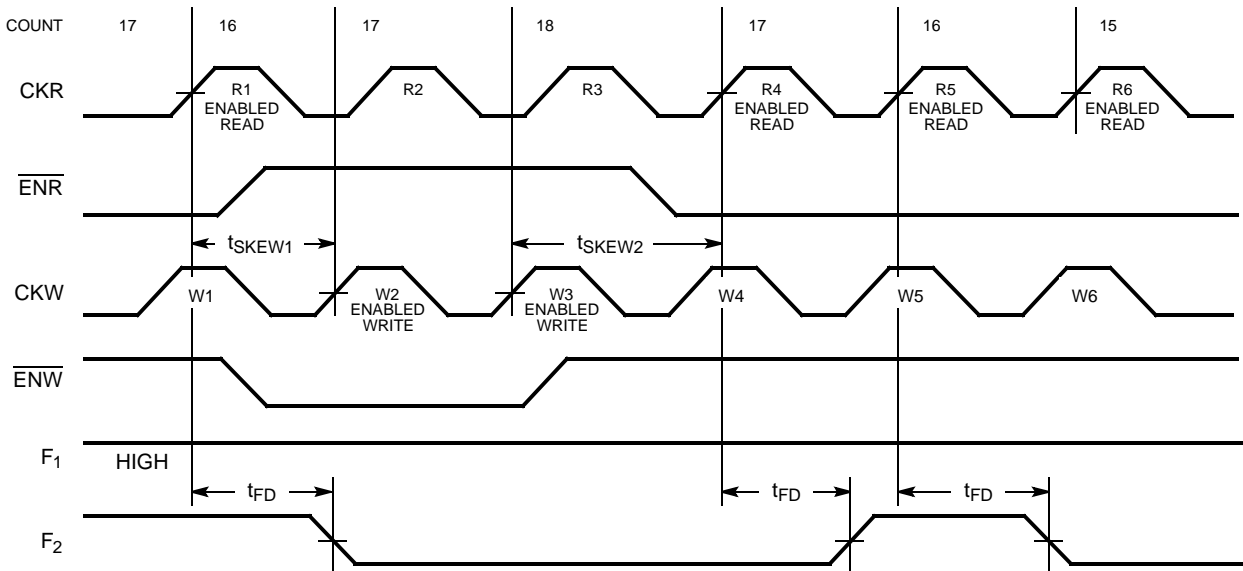 COUNT 17 16 17 18 17 16 15
CKR R1 R2 R3 R4 R5 R6
ENABLED READ ENABLED READ ENABLED READ ENABLED READ
ENR
tSKEW1 tSKEW2
CKW W1 W2 W3 W4 W5 W6
ENABLED WRITE ENABLED WRITE
ENW
F1 HIGH
tFD tFD tFD
F2